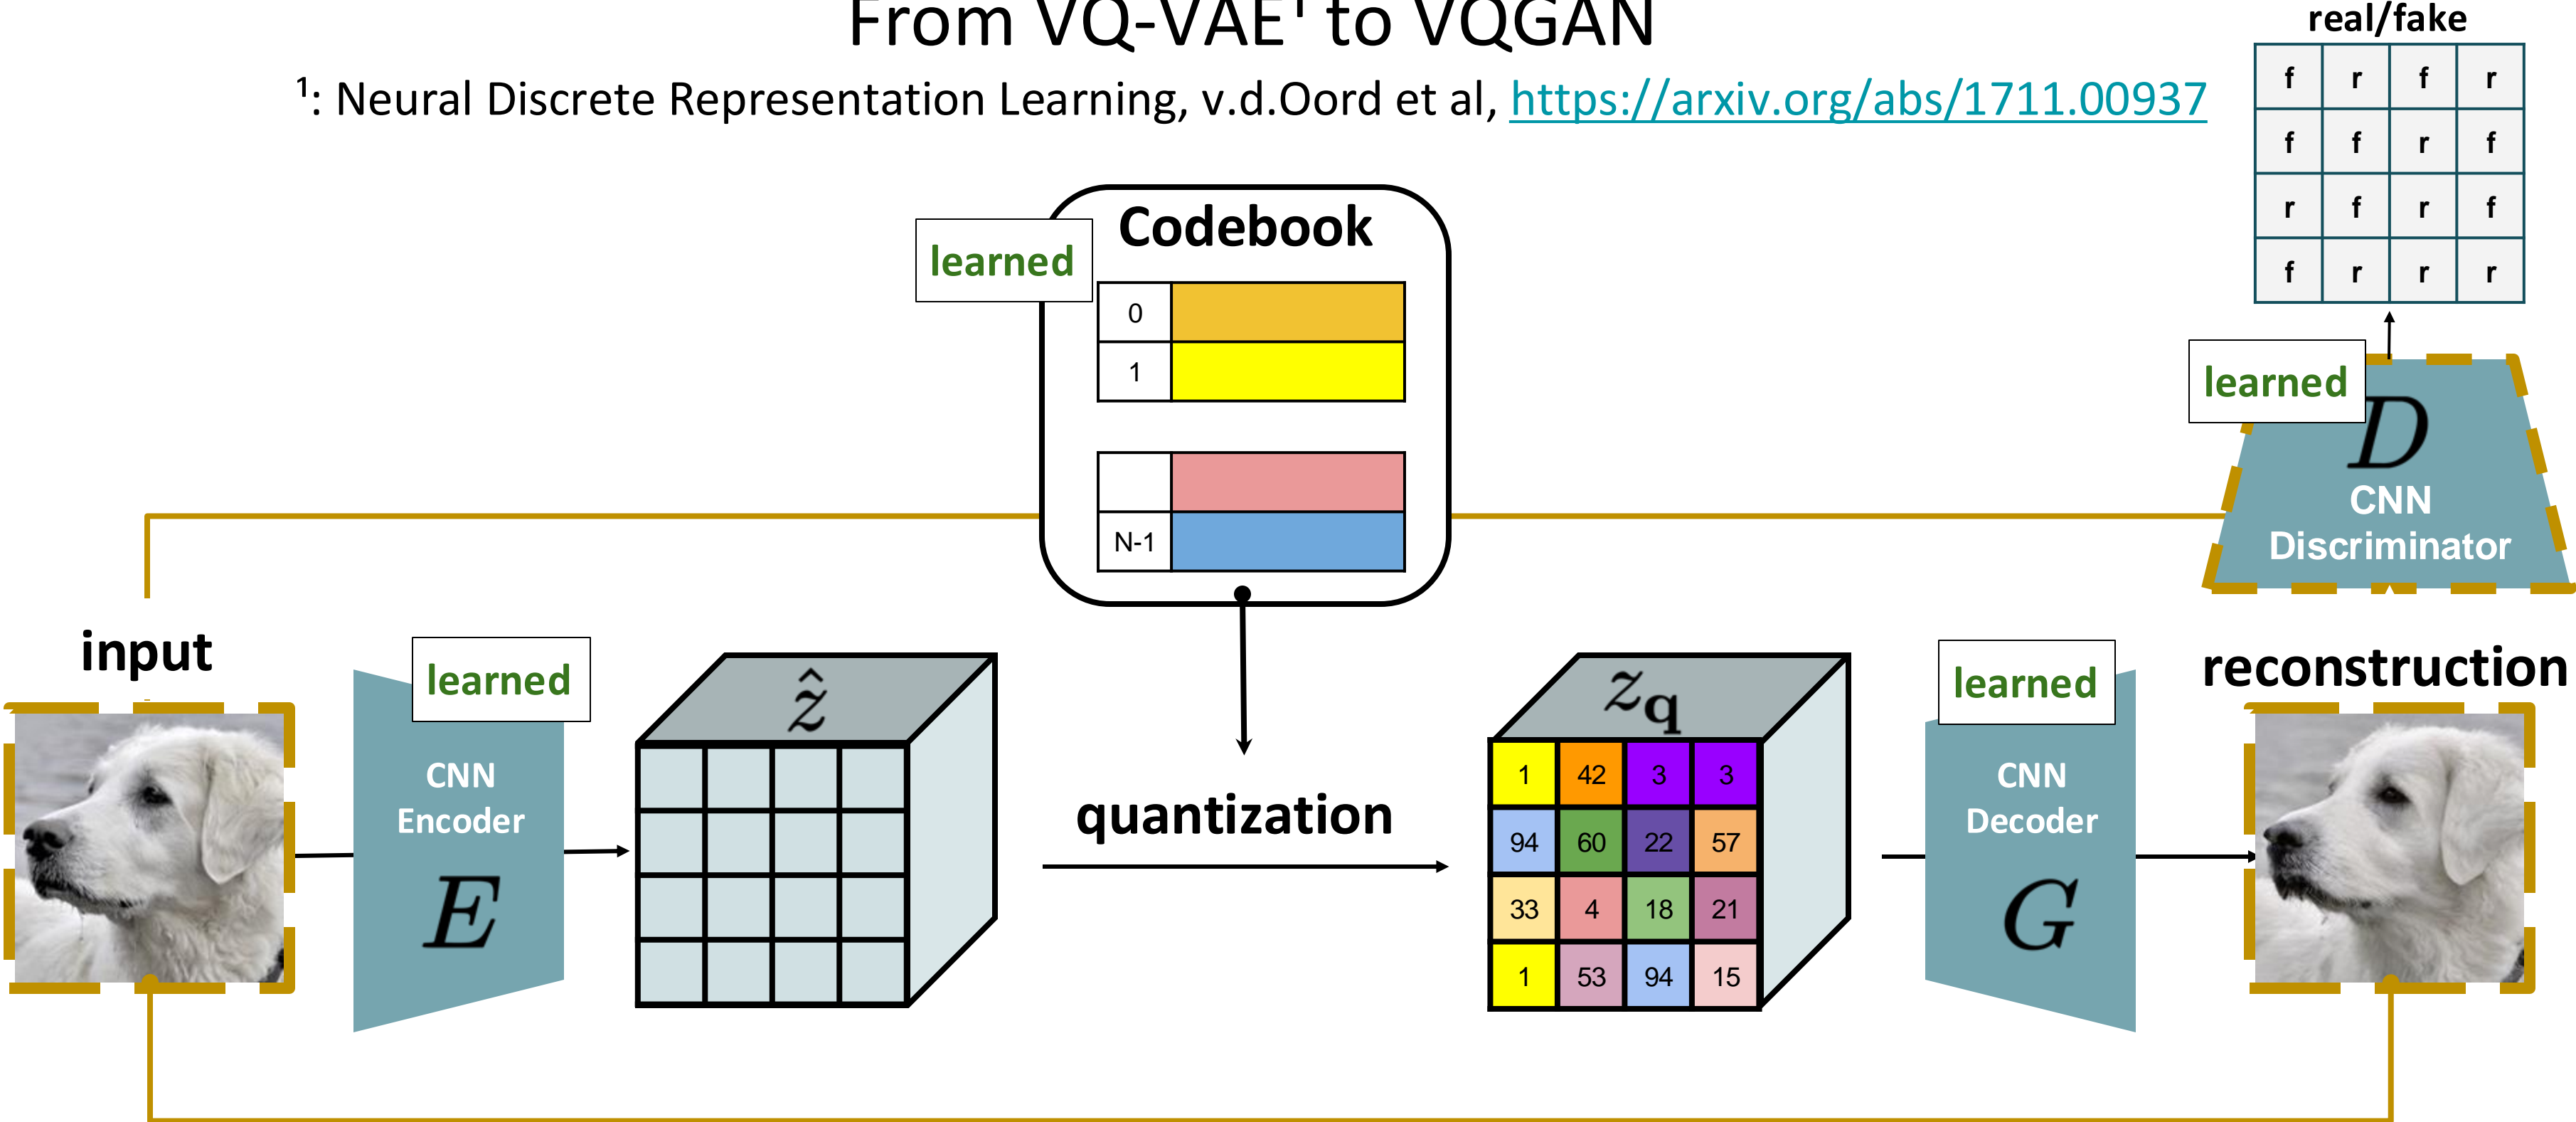 From VQ-VAE¹ to VQGAN
¹: Neural Discrete Representation Learning, v.d.Oord et al, https://arxiv.org/abs/1711.00937
real/fake
f r f r
f f r f
r f r f
f r r r
learned
D
CNN
Discriminator
learned
Codebook
0
1
N-1
input
learned
CNN
Encoder
E
ẑ
quantization
z_q
1 42 3 3
94 60 22 57
33 4 18 21
1 53 94 15
learned
CNN
Decoder
G
reconstruction